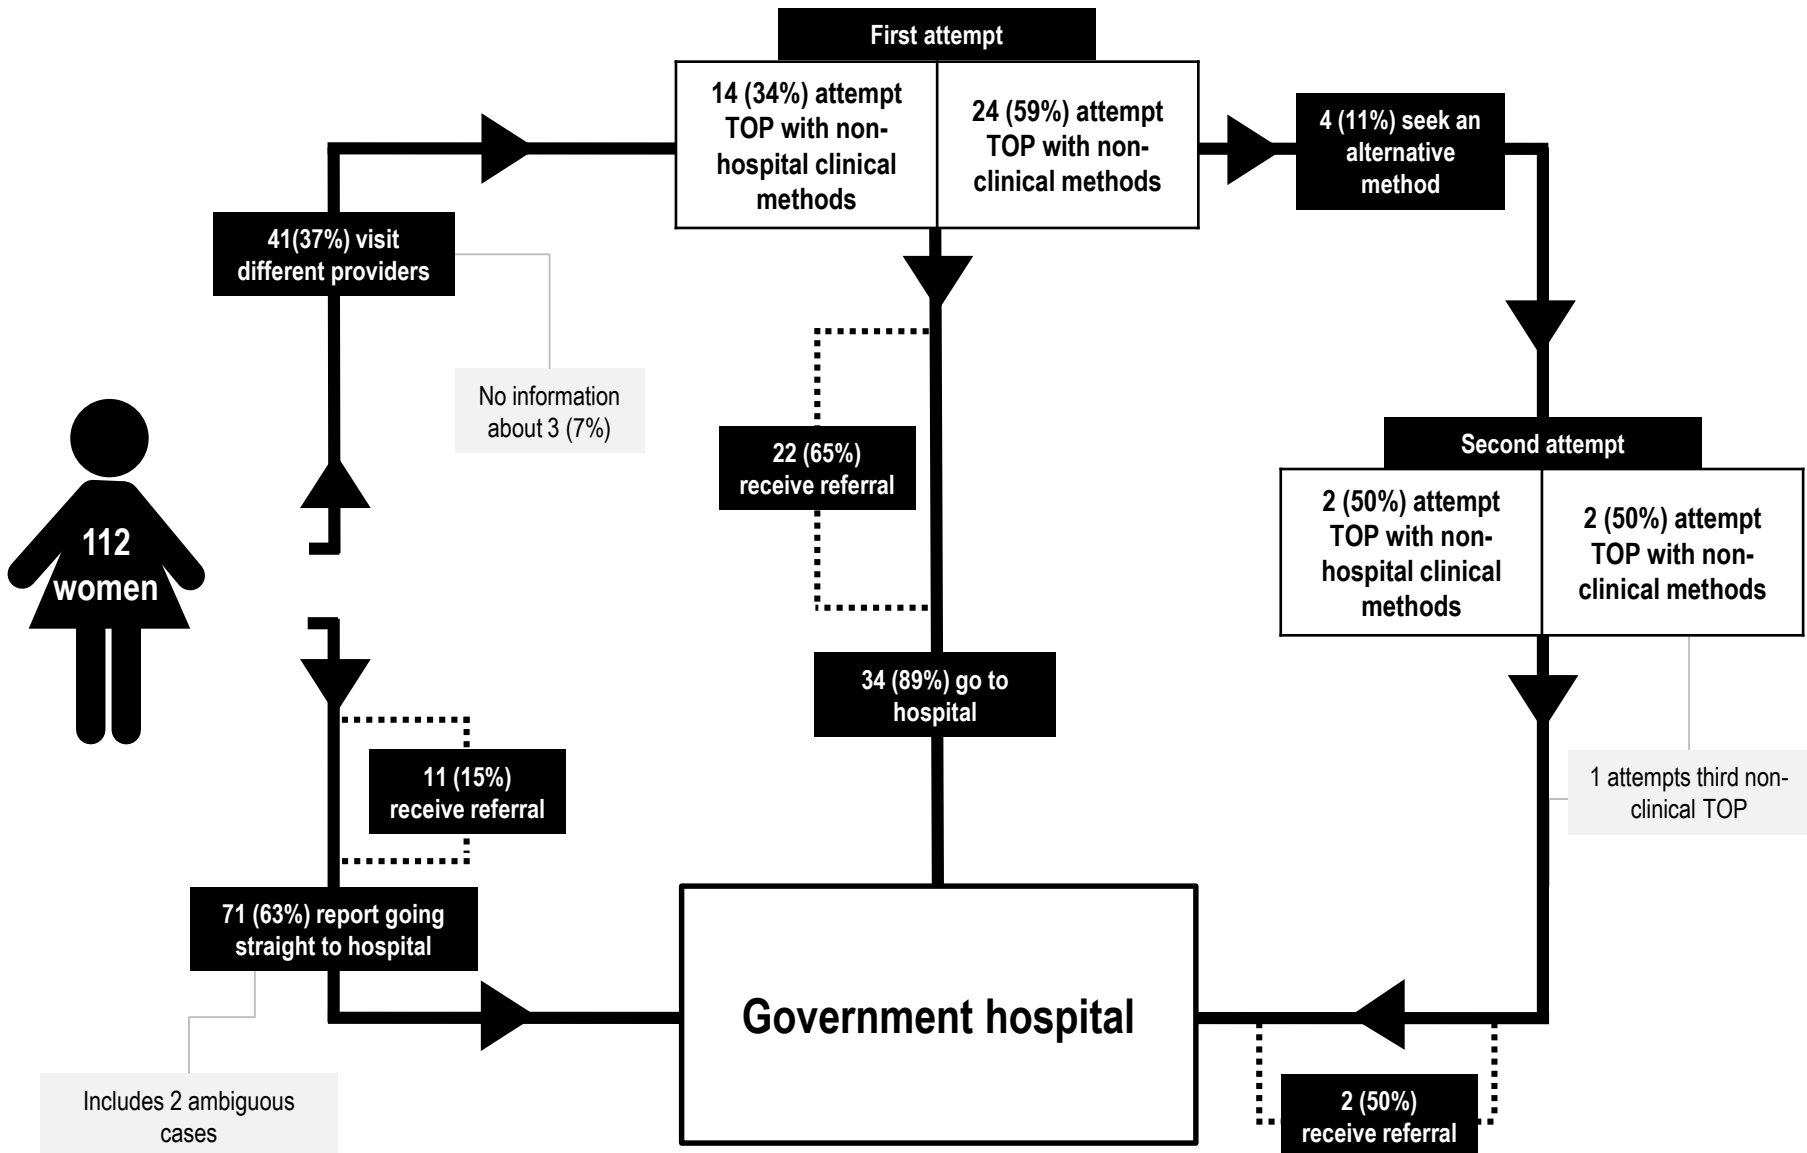 First attempt
14 (34%) attempt
TOP with non-
hospital clinical
methods
24 (59%) attempt
TOP with non-
clinical methods
4 (11%) seek an
alternative
method
41(37%) visit
different providers
No information
about 3 (7%)
112
women
22 (65%)
receive referral
Second attempt
2 (50%) attempt
TOP with non-
hospital clinical
methods
2 (50%) attempt
TOP with non-
clinical methods
34 (89%) go to
hospital
11 (15%)
receive referral
1 attempts third non-
clinical TOP
71 (63%) report going
straight to hospital
Government hospital
Includes 2 ambiguous
cases
2 (50%)
receive referral